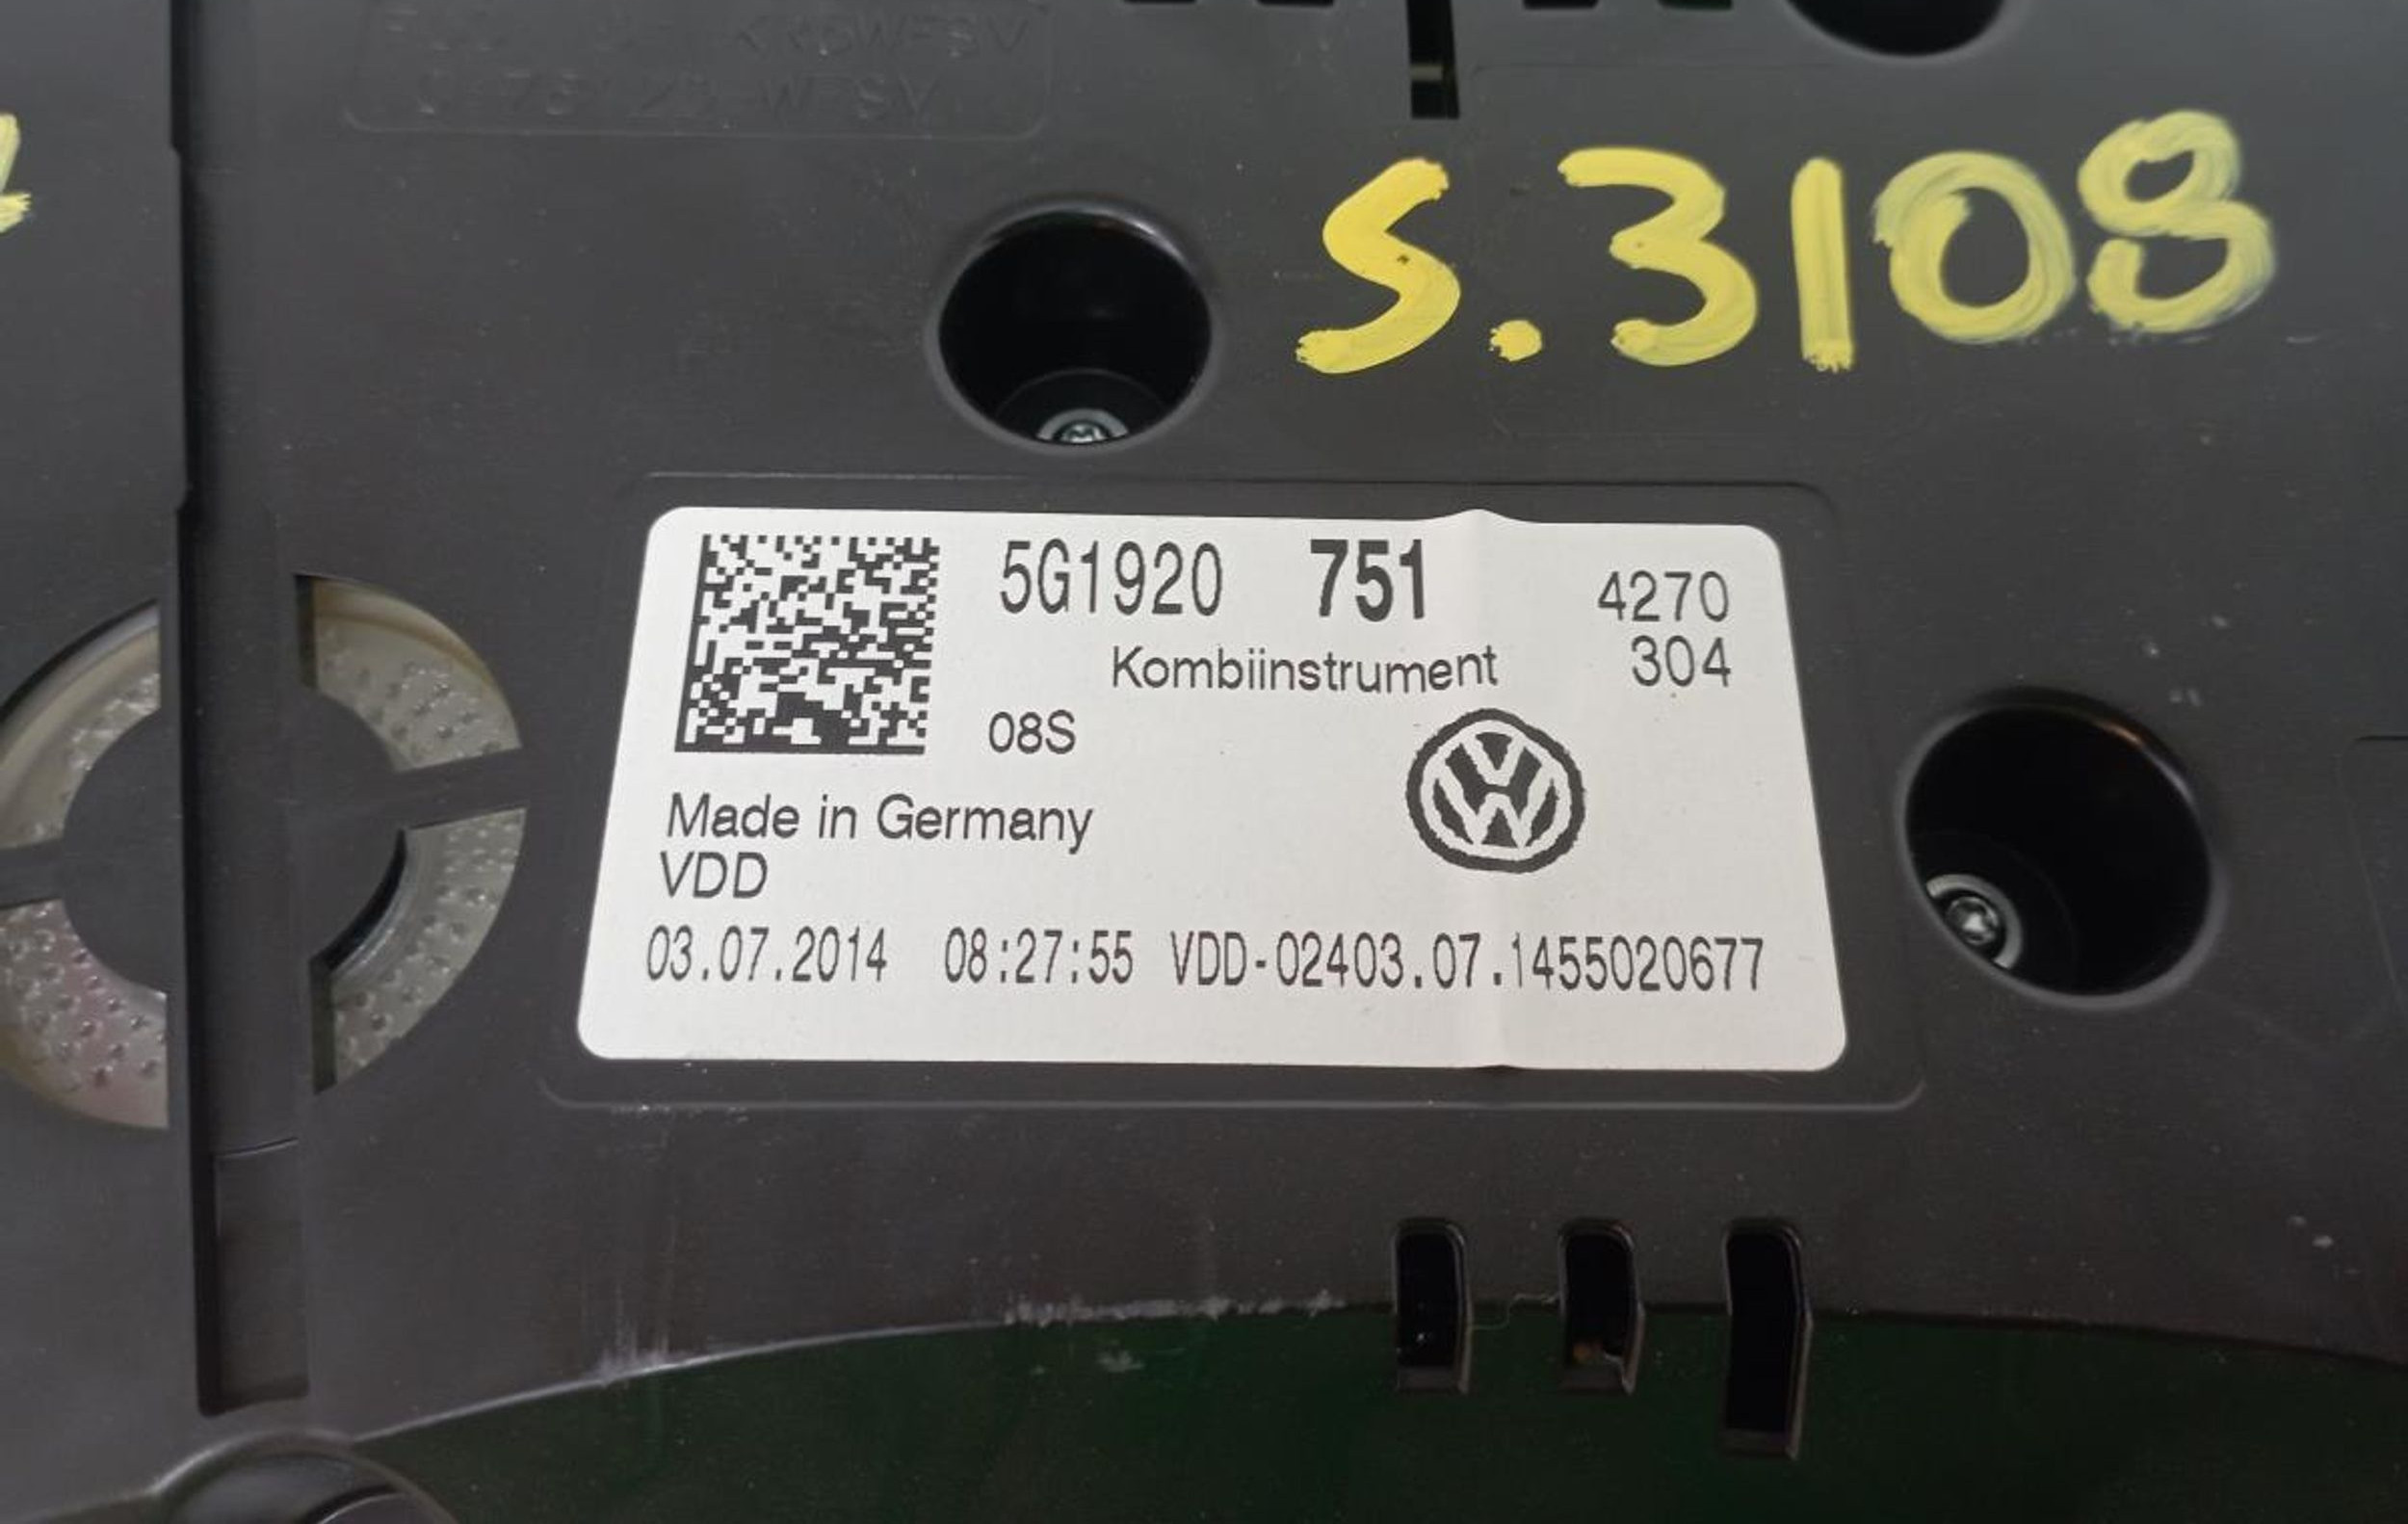 S.3108
5G1920 751 4270
Kombiinstrument 304
08S
Made in Germany
VDD
03.07.2014 08:27:55 VDD-02403.07.1455020677